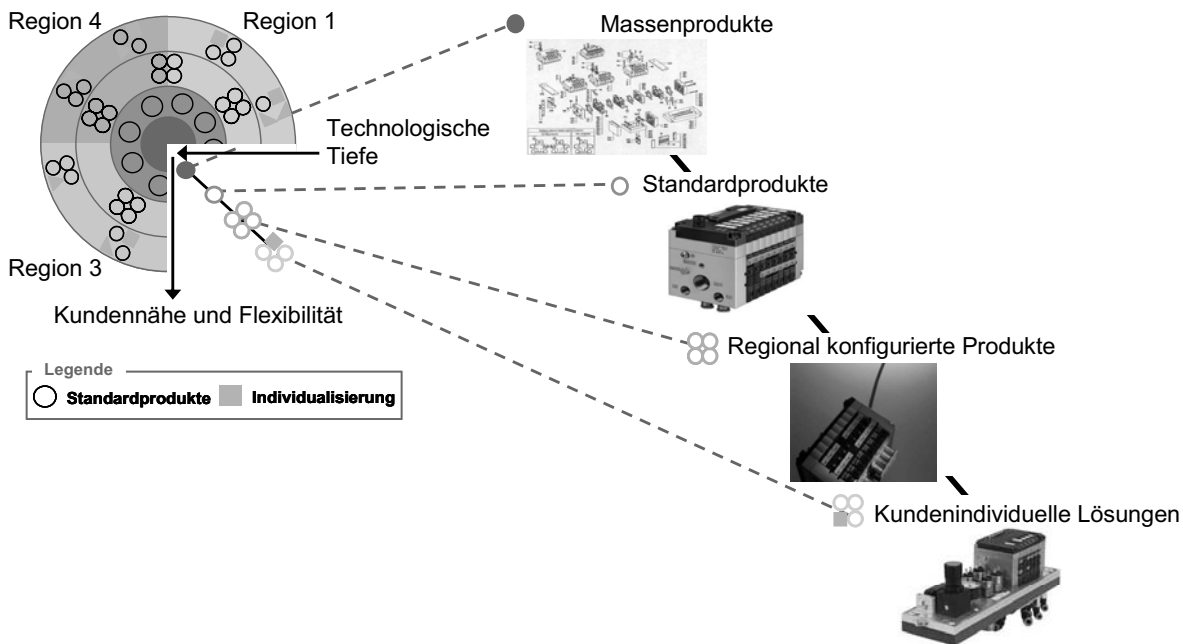 Region 4
Region 1
Massenprodukte
Technologische
Tiefe
Standardprodukte
Region 3
Kundennähe und Flexibilität
Regional konfigurierte Produkte
Legende
Standardprodukte
Individualisierung
Kundenindividuelle Lösungen